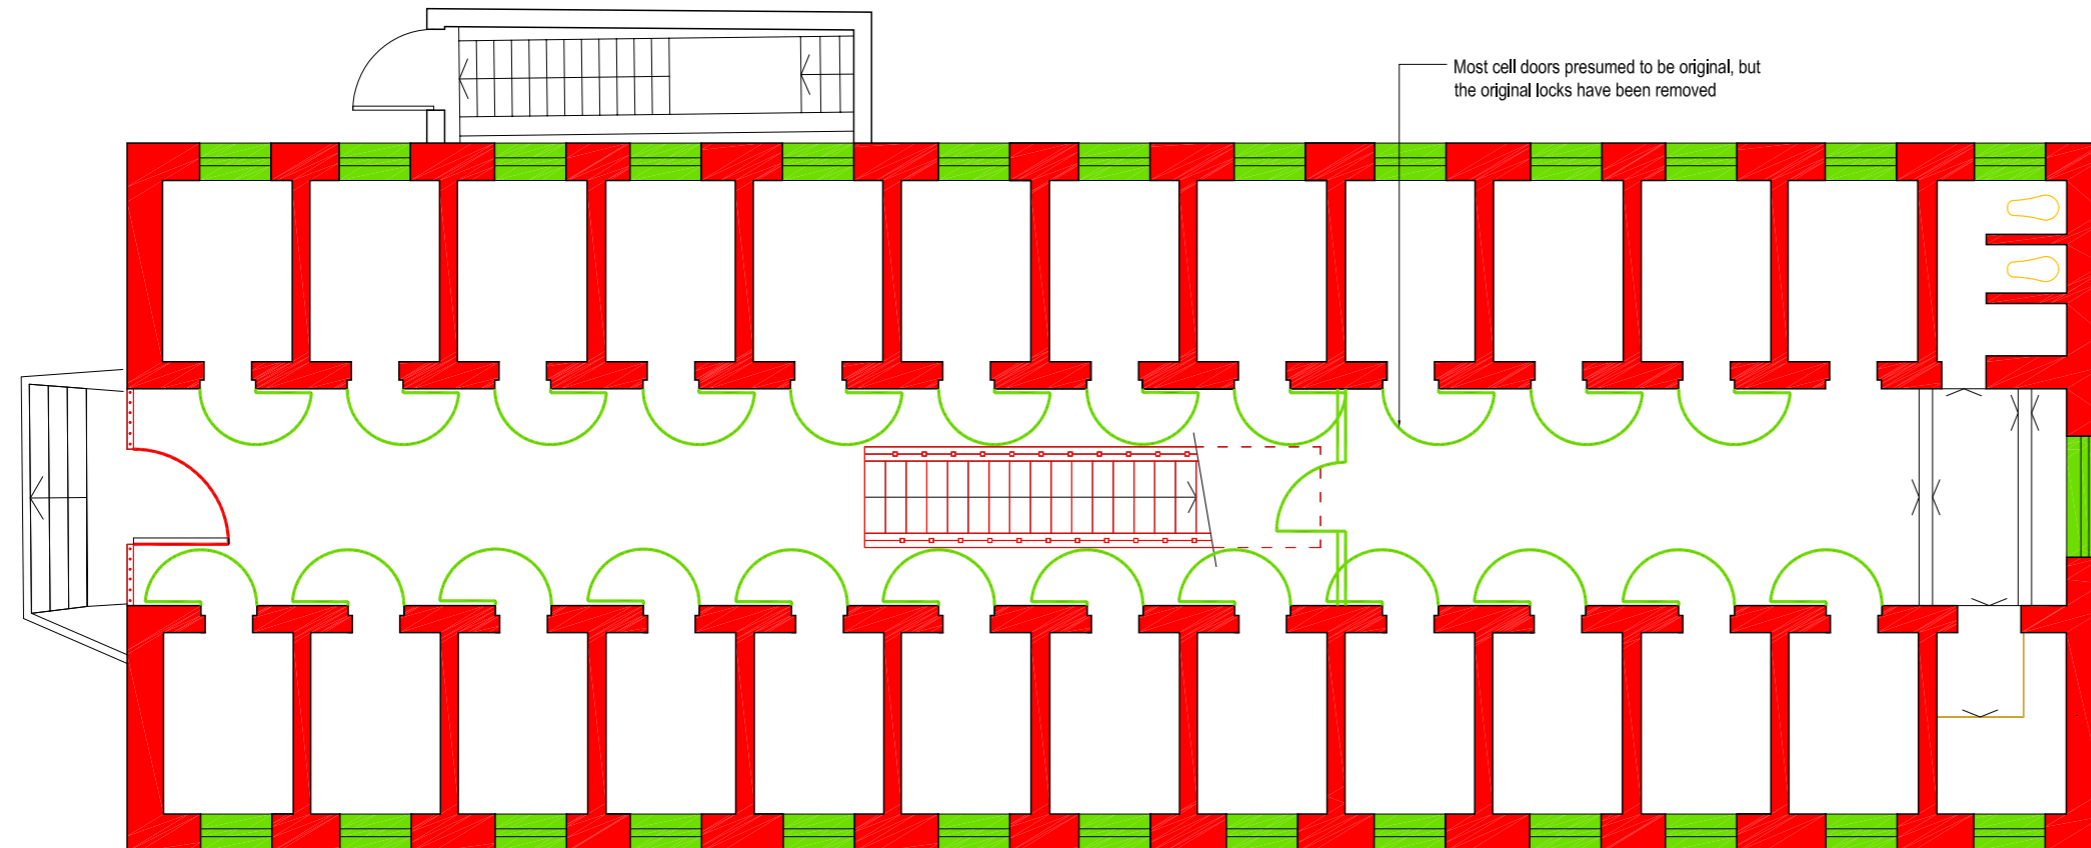 Most cell doors presumed to be original, but
the original locks have been removed